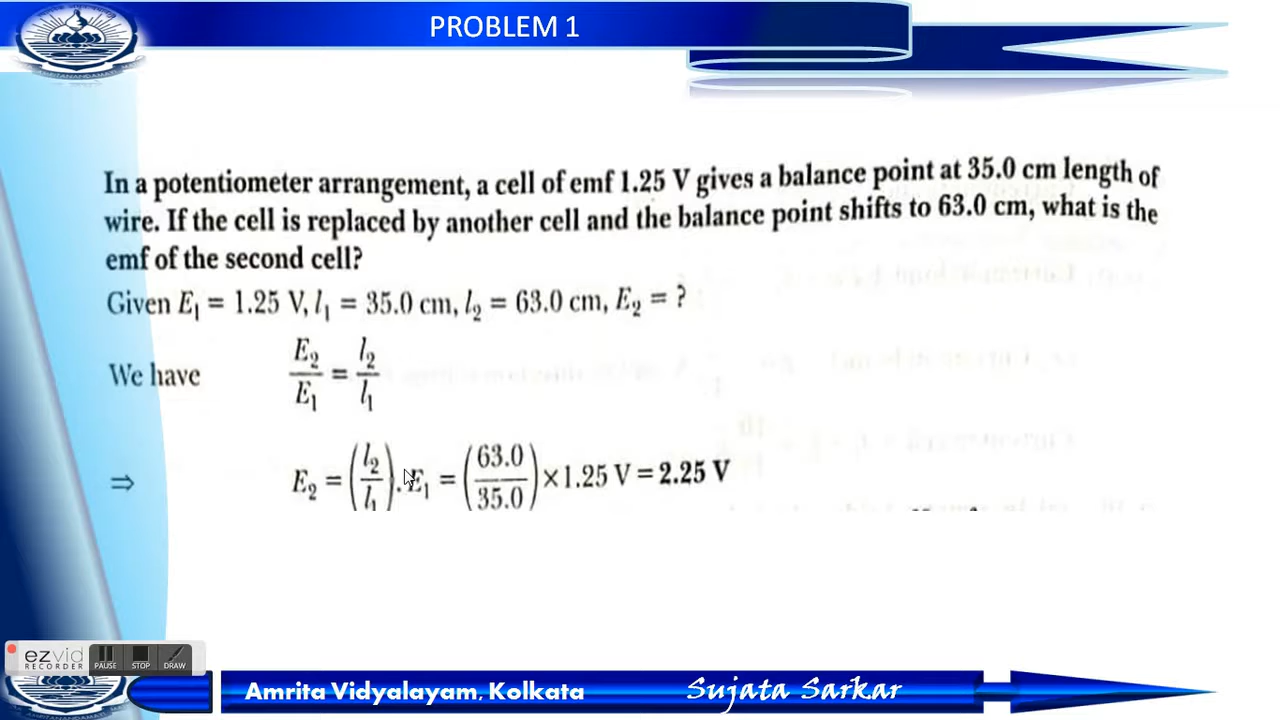 PROBLEM 1
In a potentiometer arrangement, a cell of emf 1.25 V gives a balance point at 35.0 cm length of
wire. If the cell is replaced by another cell and the balance point shifts to 63.0 cm, what is the
emf of the second cell?
Given E₁ = 1.25 V, l₁ = 35.0 cm, l₂ = 63.0 cm, E₂ = ?
We have E₂/E₁ = l₂/l₁
⇒ E₂ = (l₂/l₁).E₁ = (63.0/35.0) ×1.25 V = 2.25 V
ezvid
RECORDER
PAUSE STOP DRAW
Amrita Vidyalayam, Kolkata Sujata Sarkar